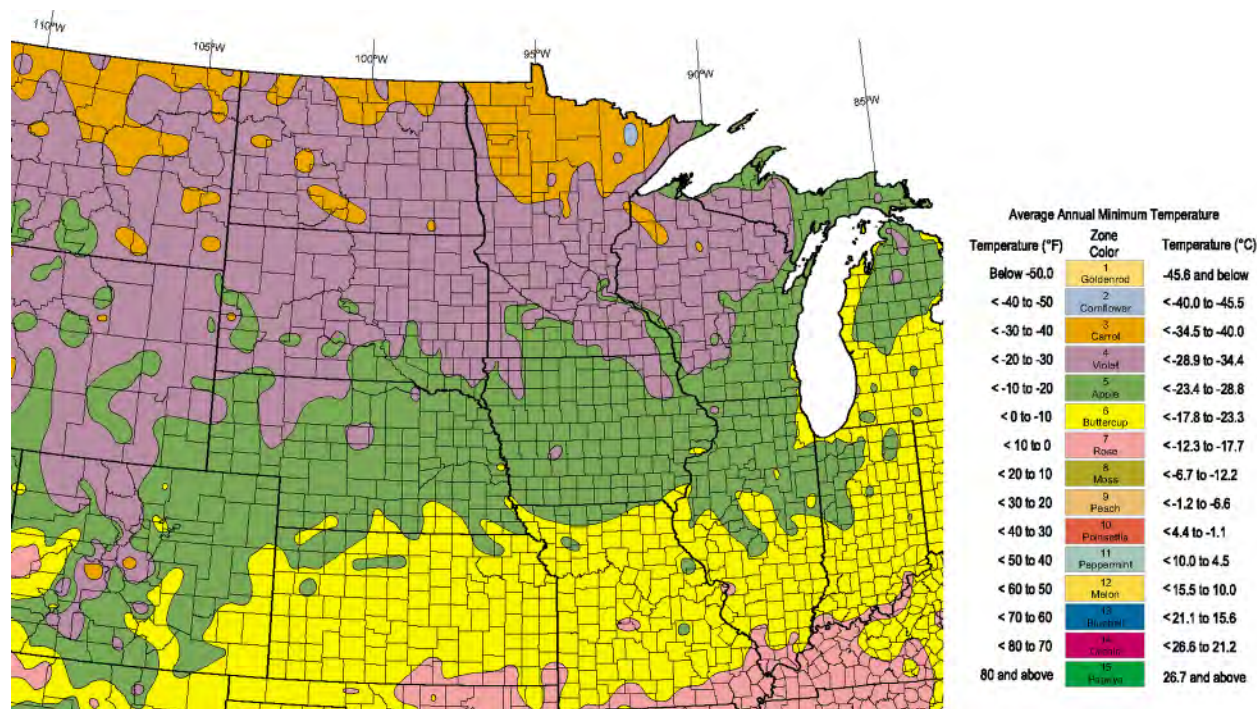 110°W
105°W
100°W
95°W
90°W
85°W
Average Annual Minimum Temperature
Temperature (°F) Zone Color Temperature (°C)
Below -50.0 1 Goldenrod -45.6 and below
< -40 to -50 2 Cornflower <-40.0 to -45.5
< -30 to -40 3 Carrot <-34.5 to -40.0
< -20 to -30 4 Violet <-28.9 to -34.4
< -10 to -20 5 Apple <-23.4 to -28.8
< 0 to -10 6 Buttercup <-17.8 to -23.3
< 10 to 0 7 Rose <-12.3 to -17.7
< 20 to 10 8 Moss <-6.7 to -12.2
< 30 to 20 9 Peach <-1.2 to -6.6
< 40 to 30 10 Poinsettia <4.4 to -1.1
< 50 to 40 11 Peppermint <10.0 to 4.5
< 60 to 50 12 Melon <15.5 to 10.0
< 70 to 60 13 Bluebell <21.1 to 15.6
< 80 to 70 14 <26.6 to 21.2
80 and above 15 Papaya 26.7 and above